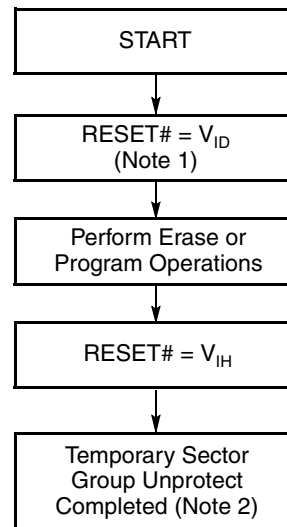 START
RESET# = V_ID
(Note 1)
Perform Erase or
Program Operations
RESET# = V_IH
Temporary Sector
Group Unprotect
Completed (Note 2)